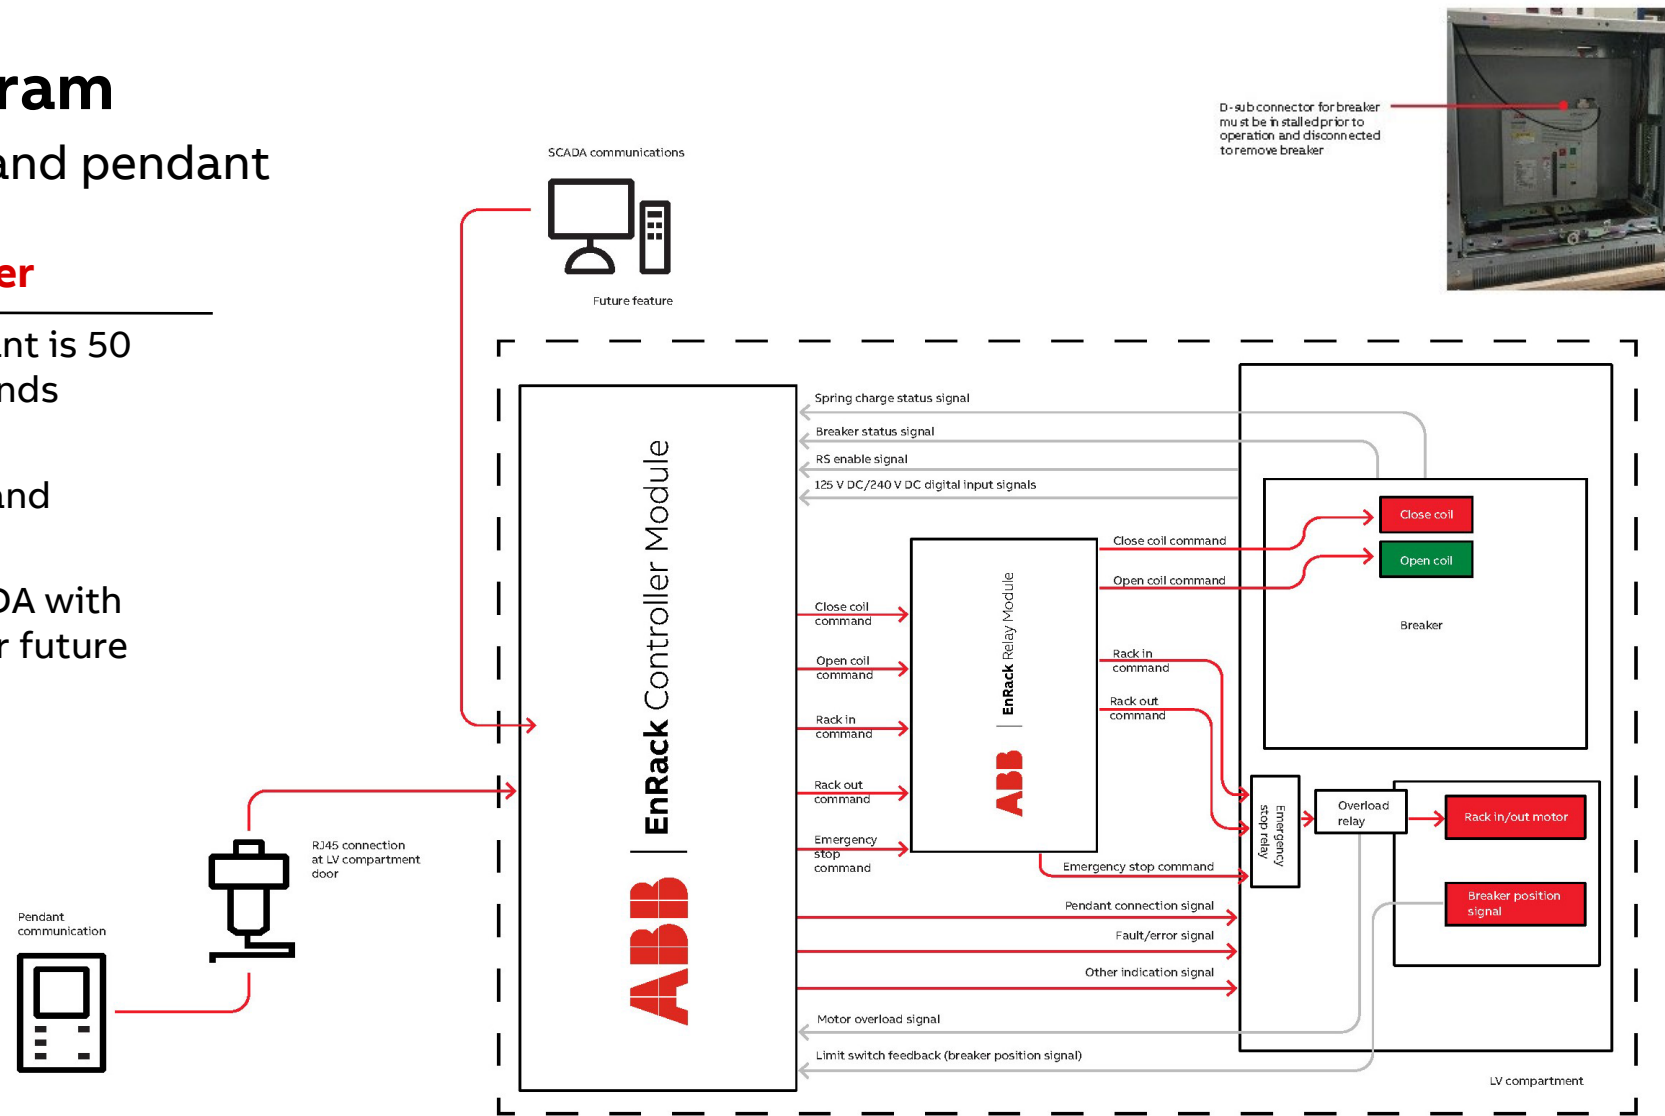 ram
and pendant
er
nt is 50
nds
and
DA with
r future
SCADA communications
Future feature
D-sub connector for breaker
must be installed prior to
operation and disconnected
to remove breaker
Spring charge status signal
Breaker status signal
RS enable signal
125 V DC/240 V DC digital input signals
EnRack Controller Module
ABB
Close coil
command
Open coil
command
Rack in
command
Rack out
command
Emergency
stop
command
EnRack Relay Module
ABB
Close coil command
Open coil command
Rack in
command
Rack out
command
Emergency stop command
Close coil
Open coil
Breaker
Emergency
stop relay
Overload
relay
Rack in/out motor
Breaker position
signal
Pendant connection signal
Fault/error signal
Other indication signal
Motor overload signal
Limit switch feedback (breaker position signal)
LV compartment
RJ45 connection
at LV compartment
door
Pendant
communication